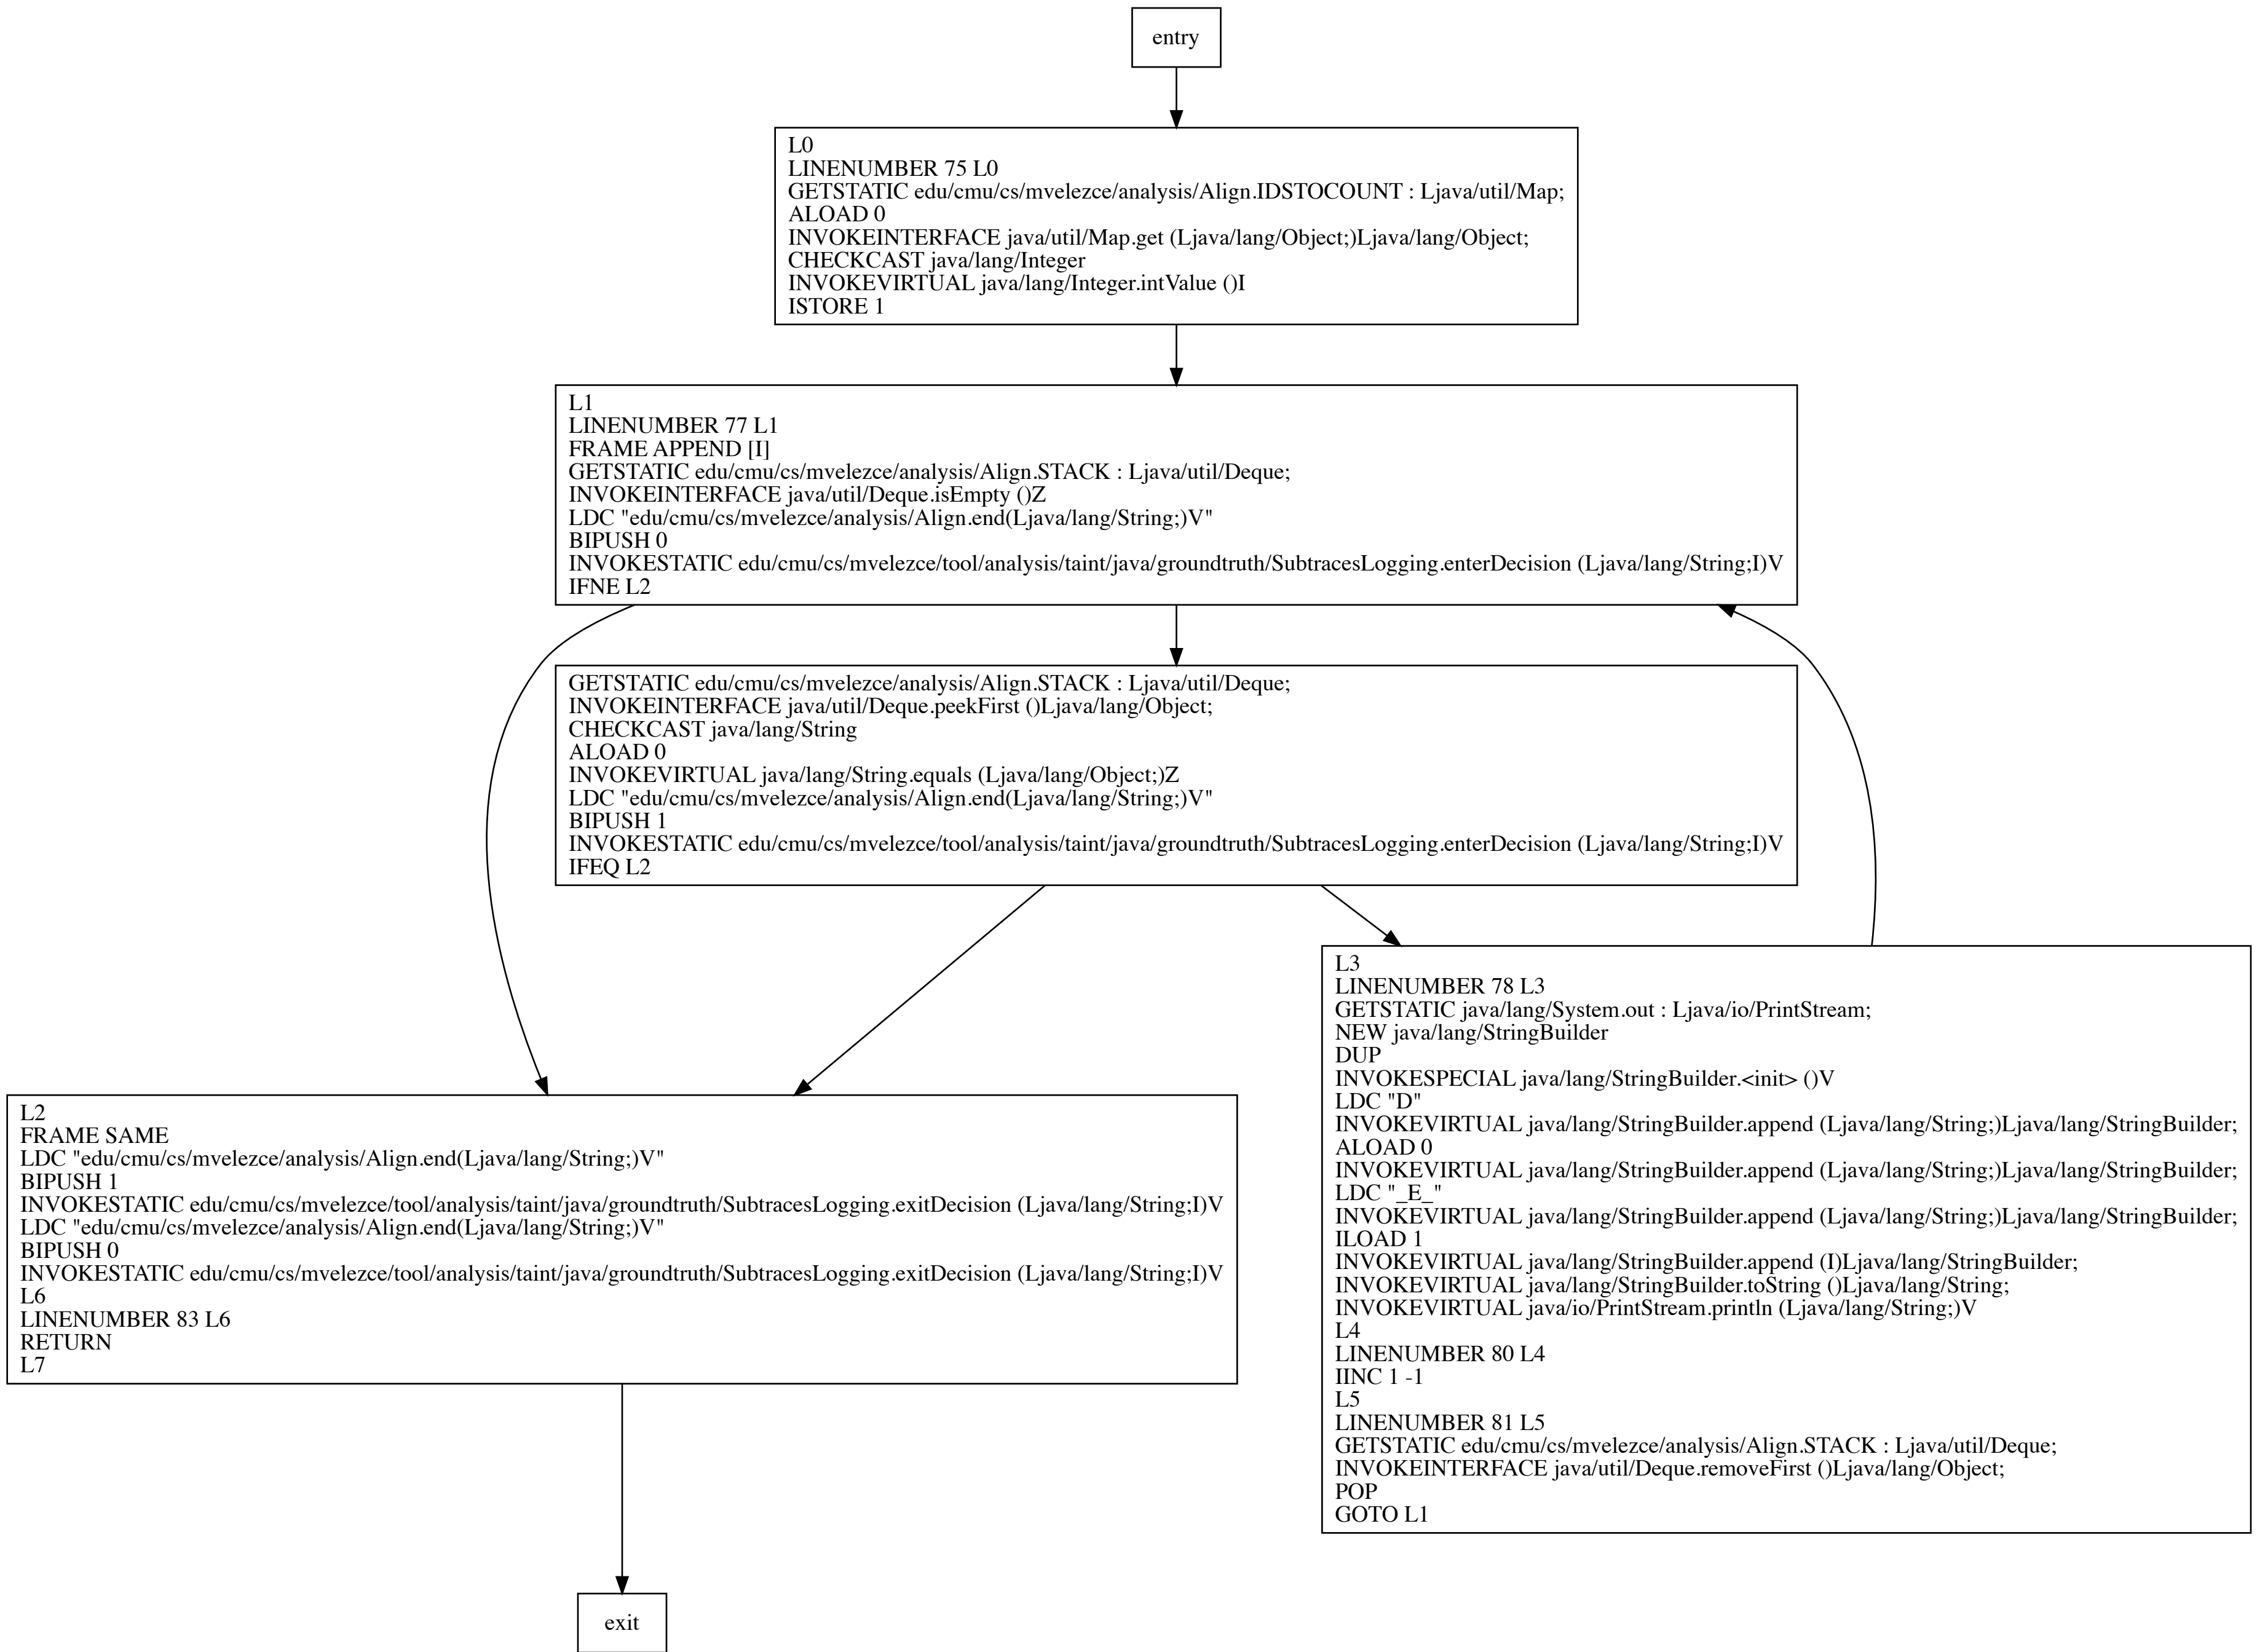 entry
L0
LINENUMBER 75 L0
GETSTATIC edu/cmu/cs/mvelezce/analysis/Align.IDSTOCOUNT : Ljava/util/Map;
ALOAD 0
INVOKEINTERFACE java/util/Map.get (Ljava/lang/Object;)Ljava/lang/Object;
CHECKCAST java/lang/Integer
INVOKEVIRTUAL java/lang/Integer.intValue ()I
ISTORE 1
L1
LINENUMBER 77 L1
FRAME APPEND [I]
GETSTATIC edu/cmu/cs/mvelezce/analysis/Align.STACK : Ljava/util/Deque;
INVOKEINTERFACE java/util/Deque.isEmpty ()Z
LDC "edu/cmu/cs/mvelezce/analysis/Align.end(Ljava/lang/String;)V"
BIPUSH 0
INVOKESTATIC edu/cmu/cs/mvelezce/tool/analysis/taint/java/groundtruth/SubtracesLogging.enterDecision (Ljava/lang/String;I)V
IFNE L2
GETSTATIC edu/cmu/cs/mvelezce/analysis/Align.STACK : Ljava/util/Deque;
INVOKEINTERFACE java/util/Deque.peekFirst ()Ljava/lang/Object;
CHECKCAST java/lang/String
ALOAD 0
INVOKEVIRTUAL java/lang/String.equals (Ljava/lang/Object;)Z
LDC "edu/cmu/cs/mvelezce/analysis/Align.end(Ljava/lang/String;)V"
BIPUSH 1
INVOKESTATIC edu/cmu/cs/mvelezce/tool/analysis/taint/java/groundtruth/SubtracesLogging.enterDecision (Ljava/lang/String;I)V
IFEQ L2
L3
LINENUMBER 78 L3
GETSTATIC java/lang/System.out : Ljava/io/PrintStream;
NEW java/lang/StringBuilder
DUP
INVOKESPECIAL java/lang/StringBuilder.<init> ()V
LDC "D"
INVOKEVIRTUAL java/lang/StringBuilder.append (Ljava/lang/String;)Ljava/lang/StringBuilder;
ALOAD 0
INVOKEVIRTUAL java/lang/StringBuilder.append (Ljava/lang/String;)Ljava/lang/StringBuilder;
LDC "_E_"
INVOKEVIRTUAL java/lang/StringBuilder.append (Ljava/lang/String;)Ljava/lang/StringBuilder;
ILOAD 1
INVOKEVIRTUAL java/lang/StringBuilder.append (I)Ljava/lang/StringBuilder;
INVOKEVIRTUAL java/lang/StringBuilder.toString ()Ljava/lang/String;
INVOKEVIRTUAL java/io/PrintStream.println (Ljava/lang/String;)V
L4
LINENUMBER 80 L4
IINC 1 -1
L5
LINENUMBER 81 L5
GETSTATIC edu/cmu/cs/mvelezce/analysis/Align.STACK : Ljava/util/Deque;
INVOKEINTERFACE java/util/Deque.removeFirst ()Ljava/lang/Object;
POP
GOTO L1
L2
FRAME SAME
LDC "edu/cmu/cs/mvelezce/analysis/Align.end(Ljava/lang/String;)V"
BIPUSH 1
INVOKESTATIC edu/cmu/cs/mvelezce/tool/analysis/taint/java/groundtruth/SubtracesLogging.exitDecision (Ljava/lang/String;I)V
LDC "edu/cmu/cs/mvelezce/analysis/Align.end(Ljava/lang/String;)V"
BIPUSH 0
INVOKESTATIC edu/cmu/cs/mvelezce/tool/analysis/taint/java/groundtruth/SubtracesLogging.exitDecision (Ljava/lang/String;I)V
L6
LINENUMBER 83 L6
RETURN
L7
exit